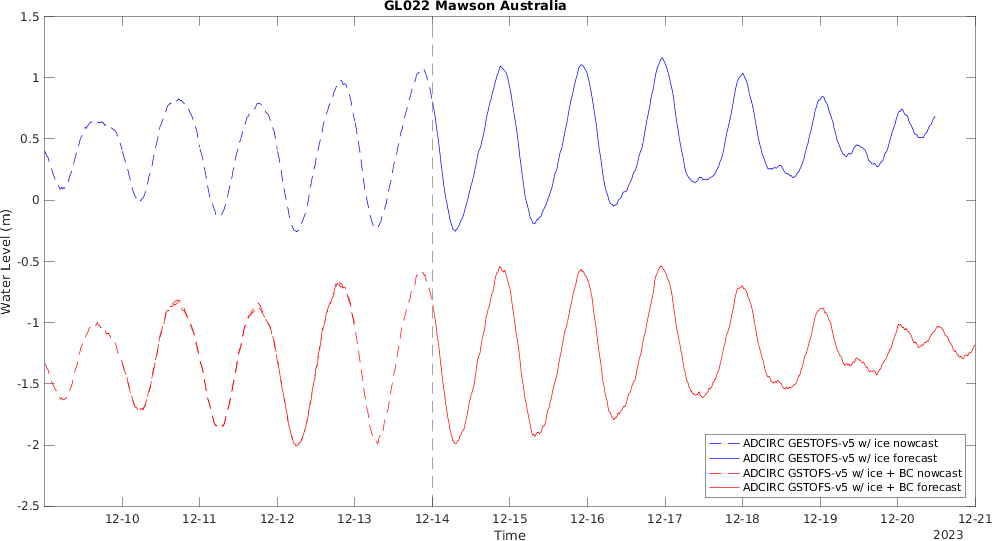 GL022 Mawson Australia
1.5
1
0.5
0
-0.5
-1
-1.5
-2
-2.5
Water Level (m)
ADCIRC GESTOFS-v5 w/ ice nowcast
ADCIRC GESTOFS-v5 w/ ice forecast
ADCIRC GSTOFS-v5 w/ ice + BC nowcast
ADCIRC GSTOFS-v5 w/ ice + BC forecast
12-10 12-11 12-12 12-13 12-14 12-15 12-16 12-17 12-18 12-19 12-20 12-21
Time
2023